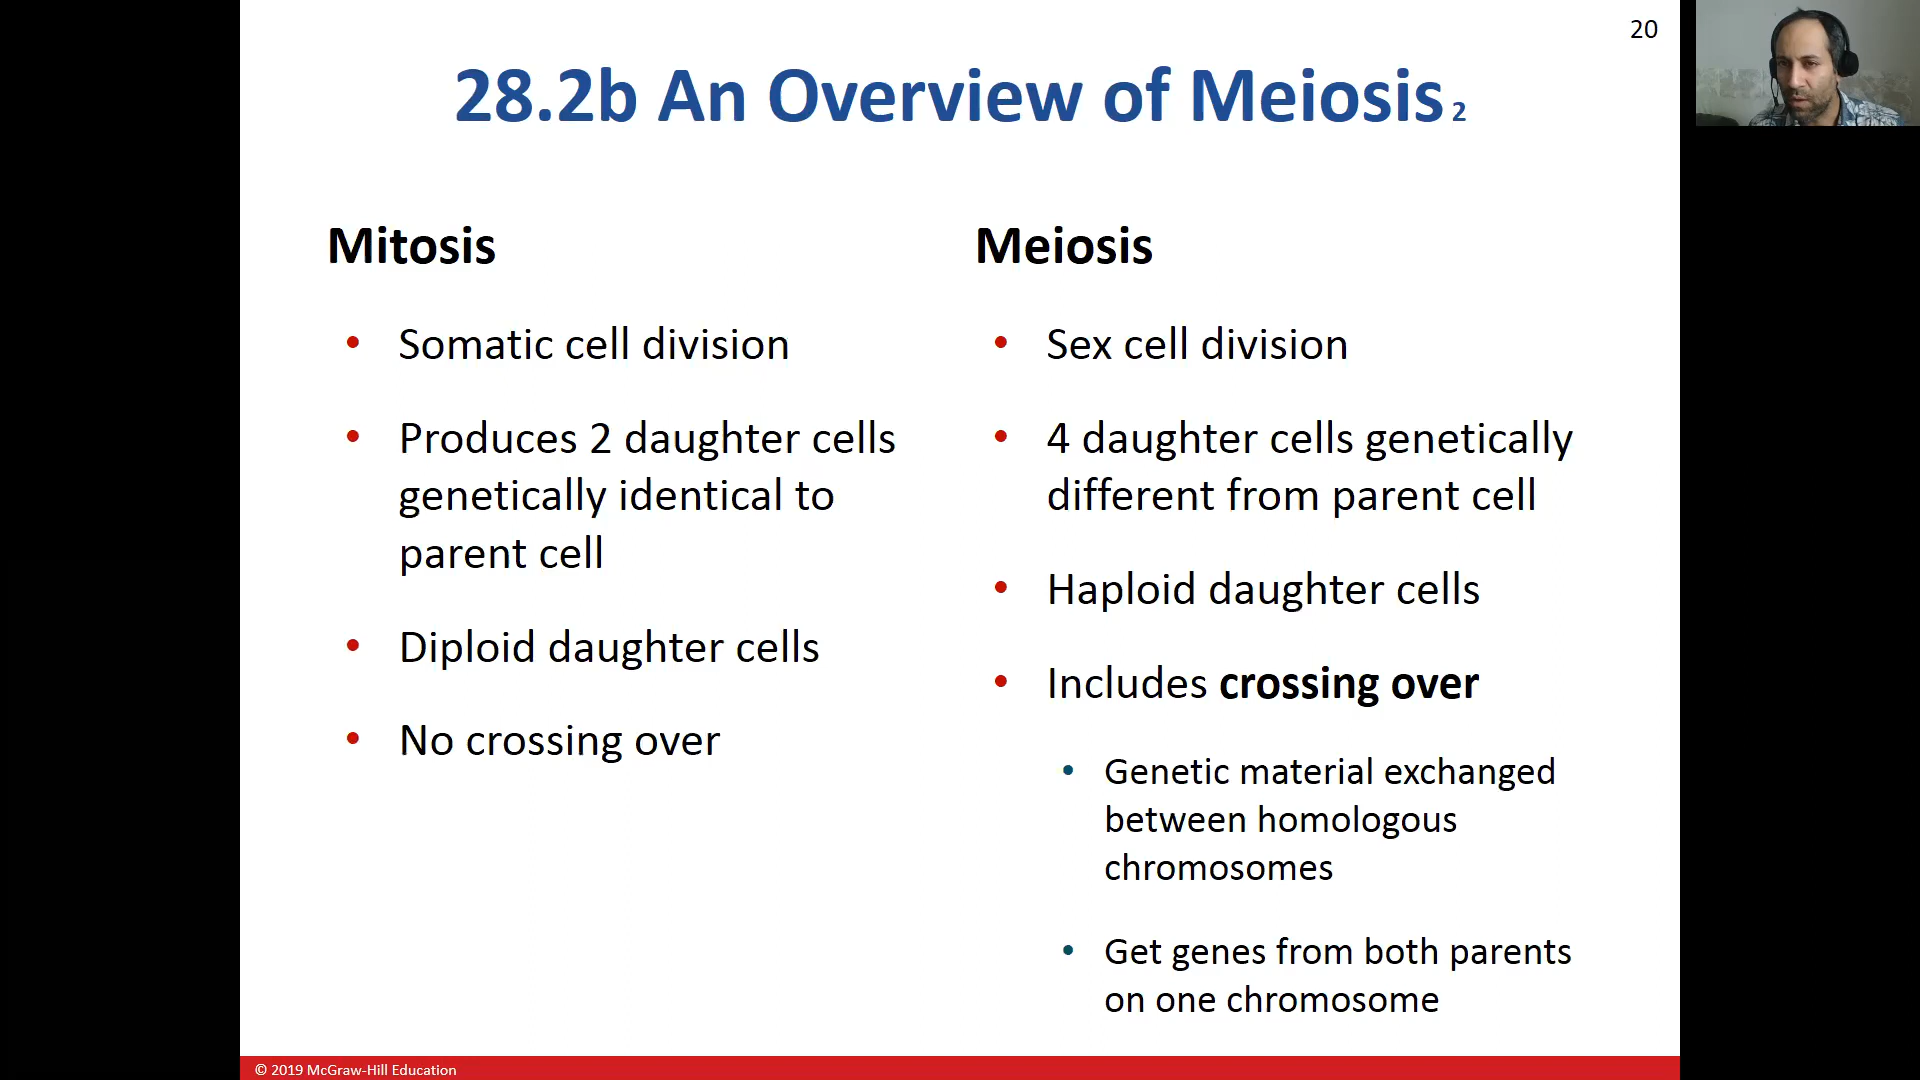 20
28.2b An Overview of Meiosis 2
Mitosis
• Somatic cell division
• Produces 2 daughter cells
genetically identical to
parent cell
• Diploid daughter cells
• No crossing over
Meiosis
• Sex cell division
• 4 daughter cells genetically
different from parent cell
• Haploid daughter cells
• Includes crossing over
• Genetic material exchanged
between homologous
chromosomes
• Get genes from both parents
on one chromosome
© 2019 McGraw-Hill Education